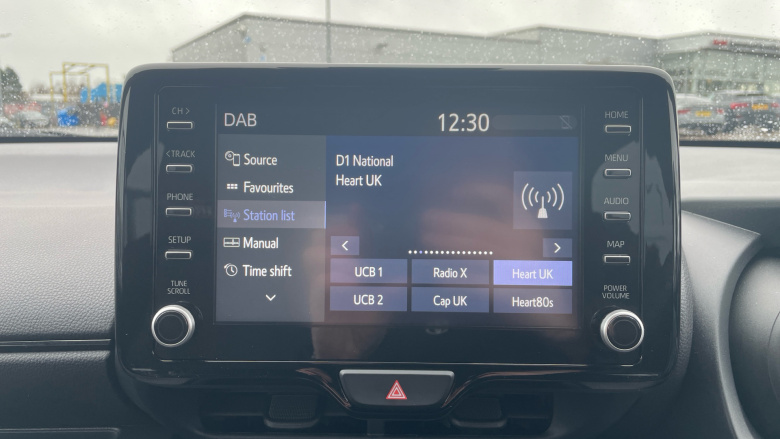 CH >
< TRACK
PHONE
SETUP
TUNE
SCROLL
DAB
12:30
Source
Favourites
Station list
Manual
Time shift
D1 National
Heart UK
UCB 1
Radio X
Heart UK
UCB 2
Cap UK
Heart80s
HOME
MENU
AUDIO
MAP
POWER
VOLUME